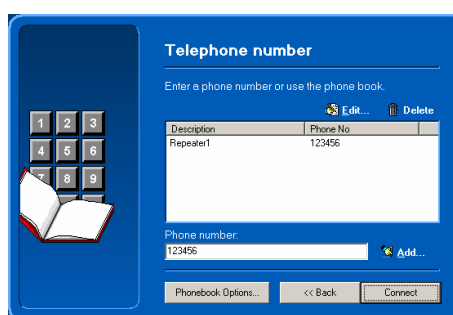 Telephone number
Enter a phone number or use the phone book.
Edit... Delete
Description Phone No
Repeater1 123456
1 2 3
4 5 6
7 8 9
Phone number:
123456 Add...
Phonebook Options... << Back Connect